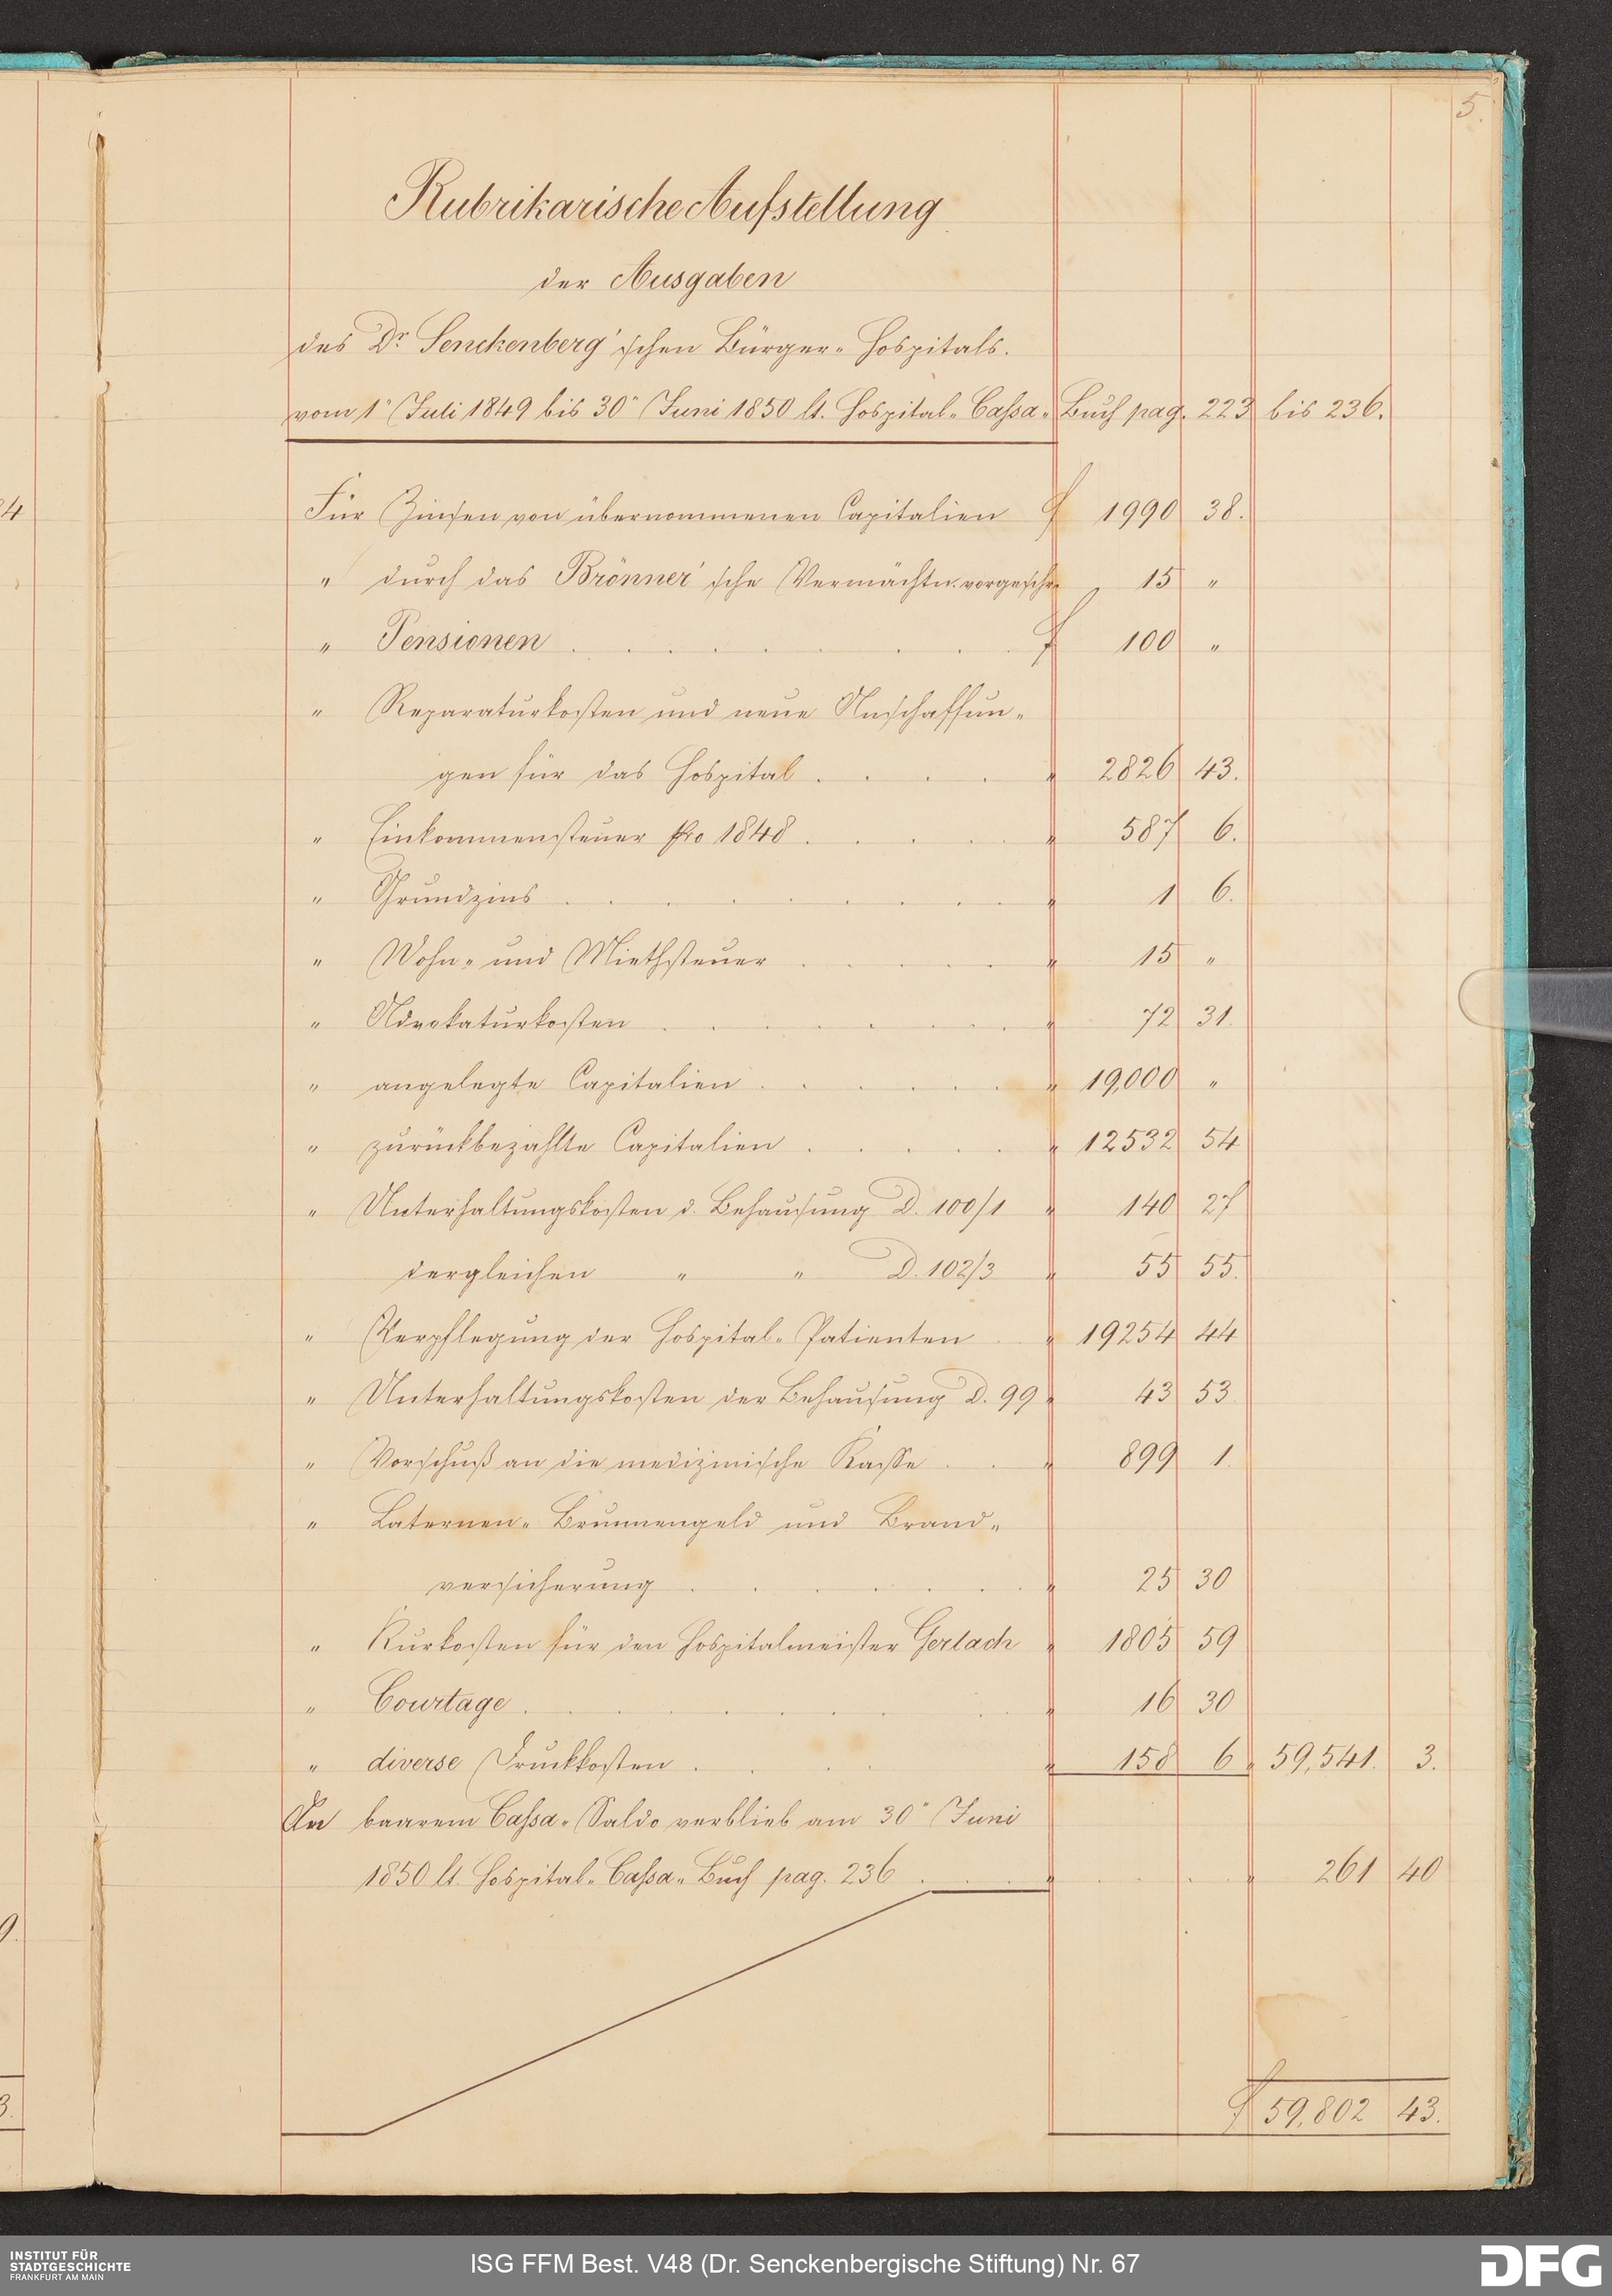 5.
Rubrikarische Aufstellung
der Ausgaben
des Dr Senckenberg'schen Bürger-Hospitals.
vom 1" Juli 1849 bis 30" Juni 1850 lt. Hospital-Cassa-Buch pag. 223 bis 236.
Für Zinsen von übernommenen Capitalien f 1990 38.
" durch das Brönner'sche Vermächtn. vorgeschr. " 15 "
" Pensionen . . . . . . . . f 100 "
" Reparaturkosten und neue Anschaffun-
gen für das Hospital . . . . " 2826 43.
" Einkommensteuer pro 1848 . . . . . " 587 6.
" Grundzins . . . . . . . . . " 1 6.
" Wohn- und Miethsteuer . . . . . " 15 "
" Advokaturkosten . . . . . . . . " 72 31.
" angelegte Capitalien . . . . . . " 19,000 "
" zurückbezahlte Capitalien . . . . . " 12532 54
" Unterhaltungskosten d. Behausung D. 100/1 " 140 27
dergleichen " " D. 102/3 " 55 55.
" Verpflegung der Hospital-Patienten . " 19254 44
" Unterhaltungskosten der Behausung D. 99 " 43 53
" Vorschuß an die medizinische Kasse . . " 899 1.
" Laternen- Brunnengeld und Brand-
versicherung . . . . . . . " 25 30
" Kurkosten für den Hospitalmeister Gerlach " 1805 59
" Courtage . . . . . . . . . " 16 30
" diverse Druckkosten . . . . " 158 6 " 59,541. 3.
An baarem Cassa-Saldo verblieb am 30" Juni
1850 lt. Hospital-Cassa-Buch pag. 236 . . . " . . . " 261 40
f 59,802 43.
24
9.
3.
INSTITUT FÜR
STADTGESCHICHTE
FRANKFURT AM MAIN
ISG FFM Best. V48 (Dr. Senckenbergische Stiftung) Nr. 67
DFG